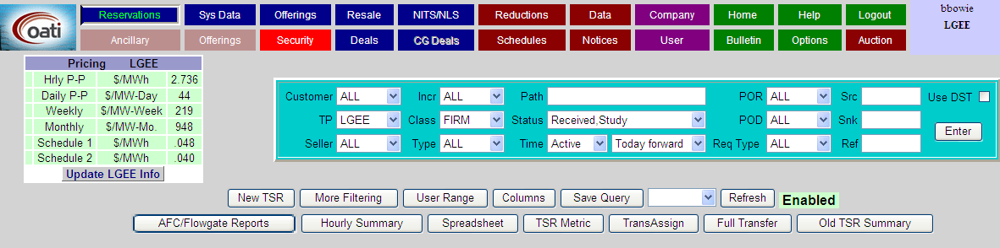 oati
Reservations Sys Data Offerings Resale NITS/NLS Reductions Data Company Home Help Logout
bbowie
LGEE
Ancillary Offerings Security Deals CG Deals Schedules Notices User Bulletin Options Auction
Pricing LGEE
Hrly P-P $/MWh 2.736
Daily P-P $/MW-Day 44
Weekly $/MW-Week 219
Monthly $/MW-Mo. 948
Schedule 1 $/MWh .048
Schedule 2 $/MWh .040
Update LGEE Info
Customer ALL Incr ALL Path POR ALL Src Use DST
TP LGEE Class FIRM Status Received,Study POD ALL Snk
Enter
Seller ALL Type ALL Time Active Today forward Req Type ALL Ref
New TSR More Filtering User Range Columns Save Query Refresh Enabled
AFC/Flowgate Reports Hourly Summary Spreadsheet TSR Metric TransAssign Full Transfer Old TSR Summary